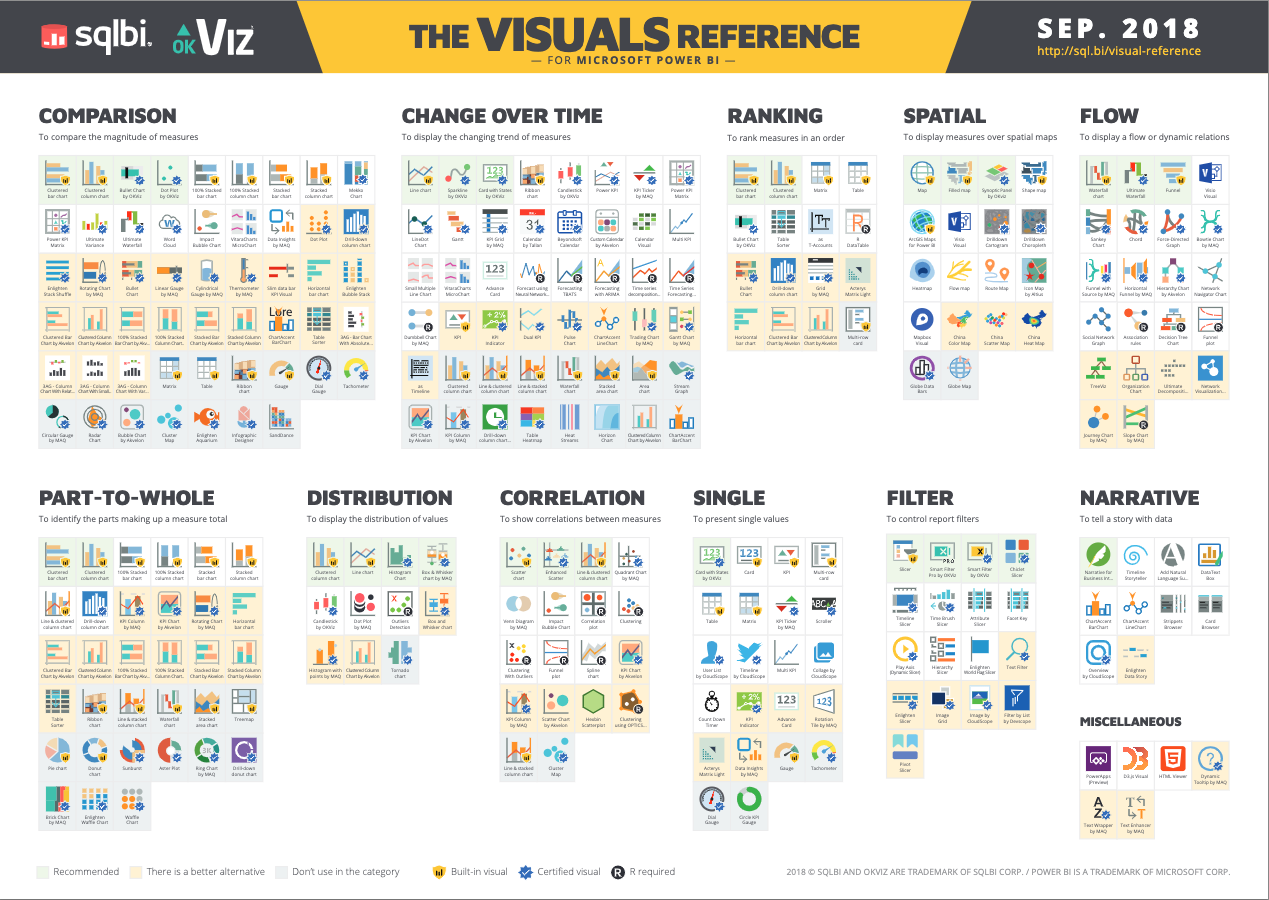 sqlbi.
OKVIZ
THE VISUALS REFERENCE
— FOR MICROSOFT POWER BI —
SEP. 2018
http://sql.bi/visual-reference
COMPARISON
To compare the magnitude of measures
Clustered bar chart
Clustered column chart
Bullet Chart by OKViz
Dot Plot by OKViz
100% Stacked bar chart
100% Stacked column chart
Stacked bar chart
Stacked column chart
Mekko Chart
Power KPI Matrix
Ultimate Variance
Ultimate Waterfall
Word Cloud
Impact Bubble Chart
VitaraCharts MicroChart
Data Insights by MAQ
Dot Plot
Drill-down column chart
Enlighten Stack Shuffle
Rotating Chart by MAQ
Bullet Chart
Linear Gauge by MAQ
Cylindrical Gauge by MAQ
Thermometer by MAQ
Slim data bar KPI Visual
Horizontal bar chart
Enlighten Bubble Stack
Clustered Bar Chart by Akvelon
Clustered Column Chart by Akvelon
100% Stacked Bar Chart by Akv...
Stacked Bar Chart by Akvelon
Stacked Column Chart by Akvelon
ChartAccent BarChart
Table Sorter
3AG - Bar Chart With Absolute...
3AG - Column Chart With Relat...
3AG - Column Chart With Small...
3AG - Column Chart With Var...
Matrix
Table
Ribbon chart
Gauge
Dial Gauge
Tachometer
Circular Gauge by MAQ
Radar Chart
Bubble Chart by Akvelon
Cluster Map
Enlighten Aquarium
Infographic Designer
SandDance
CHANGE OVER TIME
To display the changing trend of measures
Line chart
Sparkline by OKViz
Card with States by OKViz
Ribbon chart
Candlestick by OKViz
Power KPI
KPI Ticker by MAQ
Power KPI Matrix
LineDot Chart
Gantt
KPI Grid by MAQ
Calendar by Tallan
Beyondsoft Calendar
Custom Calendar by Akvelon
Calendar Visual
Multi KPI
Small Multiple Line Chart
VitaraCharts MicroChart
Advance Card
Forecast using Neural Network...
Forecasting TBATS
Forecasting with ARIMA
Time series decomposition...
Time Series Forecasting...
Dumbbell Chart by MAQ
KPI
KPI Indicator
Dual KPI
Pulse Chart
ChartAccent LineChart
Trading Chart by MAQ
Gantt Chart by MAQ
as Timeline
Clustered column chart
Line & clustered column chart
Line & stacked column chart
Waterfall chart
Stacked area chart
Area chart
Stream Graph
KPI Chart by Akvelon
KPI Column by MAQ
Drill-down column chart...
Table Heatmap
Heat Streams
Horizon Chart
Clustered Column Chart by Akvelon
ChartAccent BarChart
RANKING
To rank measures in an order
Clustered bar chart
Clustered column chart
Matrix
Table
Bullet Chart by OKViz
Table Sorter
as T-Accounts
R DataTable
Bullet Chart
Drill-down column chart
Grid by MAQ
Acterys Matrix Light
Horizontal bar chart
Clustered Bar Chart by Akvelon
Clustered Column Chart by Akvelon
Multi-row card
SPATIAL
To display measures over spatial maps
Map
Filled map
Synoptic Panel by OKViz
Shape map
ArcGIS Maps for Power BI
Visio Visual
Drilldown Cartogram
Drilldown Choropleth
Heatmap
Flow map
Route Map
Icon Map by Altius
Mapbox Visual
China Color Map
China Scatter Map
China Heat Map
Globe Data Bars
Globe Map
FLOW
To display a flow or dynamic relations
Waterfall chart
Ultimate Waterfall
Funnel
Visio Visual
Sankey Chart
Chord
Force-Directed Graph
Bowtie Chart by MAQ
Funnel with Source by MAQ
Horizontal Funnel by MAQ
Hierarchy Chart by Akvelon
Network Navigator Chart
Social Network Graph
Association rules
Decision Tree Chart
Funnel plot
TreeViz
Organization Chart
Ultimate Decompositi...
Network Visualization...
Journey Chart by MAQ
Slope Chart by MAQ
PART-TO-WHOLE
To identify the parts making up a measure total
Clustered bar chart
Clustered column chart
100% Stacked bar chart
100% Stacked column chart
Stacked bar chart
Stacked column chart
Line & clustered column chart
Drill-down column chart
KPI Column by MAQ
KPI Chart by Akvelon
Rotating Chart by MAQ
Horizontal bar chart
Clustered Bar Chart by Akvelon
Clustered Column Chart by Akvelon
100% Stacked Bar Chart by Akv...
100% Stacked Column Chart...
Stacked Bar Chart by Akvelon
Stacked Column Chart by Akvelon
Table Sorter
Ribbon chart
Line & stacked column chart
Waterfall chart
Stacked area chart
Treemap
Pie chart
Donut chart
Sunburst
Aster Plot
Ring Chart by MAQ
Drill-down donut chart
Brick Chart by MAQ
Enlighten Waffle Chart
Waffle Chart
DISTRIBUTION
To display the distribution of values
Clustered column chart
Line chart
Histogram Chart
Box & Whisker chart by MAQ
Candlestick by OKViz
Dot Plot by MAQ
Outliers Detection
Box and Whisker chart
Histogram with points by MAQ
Clustered Column Chart by Akvelon
Tornado chart
CORRELATION
To show correlations between measures
Scatter chart
Enhanced Scatter
Line & clustered column chart
Quadrant Chart by MAQ
Venn Diagram by MAQ
Impact Bubble Chart
Correlation plot
Clustering
Clustering With Outliers
Funnel plot
Spline chart
KPI Chart by Akvelon
KPI Column by MAQ
Scatter Chart by Akvelon
Hexbin Scatterplot
Clustering using OPTICS...
Line & stacked column chart
Cluster Map
SINGLE
To present single values
Card with States by OKViz
Card
KPI
Multi-row card
Table
Matrix
KPI Ticker by MAQ
Scroller
User List by CloudScope
Timeline by CloudScope
Multi KPI
Collage by CloudScope
Count Down Timer
KPI Indicator
Advance Card
Rotation Tile by MAQ
Acterys Matrix Light
Data Insights by MAQ
Gauge
Tachometer
Dial Gauge
Circle KPI Gauge
FILTER
To control report filters
Slicer
Smart Filter Pro by OKViz
Smart Filter by OKViz
Chiclet Slicer
Timeline Slicer
Time Brush Slicer
Attribute Slicer
Facet Key
Play Axis (Dynamic Slicer)
Hierarchy Slicer
Enlighten World Flag Slicer
Text Filter
Enlighten Slicer
Image Grid
Image by CloudScope
Filter by List by Devscope
Pivot Slicer
NARRATIVE
To tell a story with data
Narrative for Business Int...
Timeline Storyteller
Add Natural Language Su...
DataText Box
ChartAccent BarChart
ChartAccent LineChart
Strippets Browser
Card Browser
Overview by CloudScope
Enlighten Data Story
MISCELLANEOUS
PowerApps (Preview)
D3.js Visual
HTML Viewer
Dynamic Tooltip by MAQ
Text Wrapper by MAQ
Text Enhancer by MAQ
Recommended
There is a better alternative
Don't use in the category
Built-in visual
Certified visual
R required
2018 © SQLBI AND OKVIZ ARE TRADEMARK OF SQLBI CORP. / POWER BI IS A TRADEMARK OF MICROSOFT CORP.